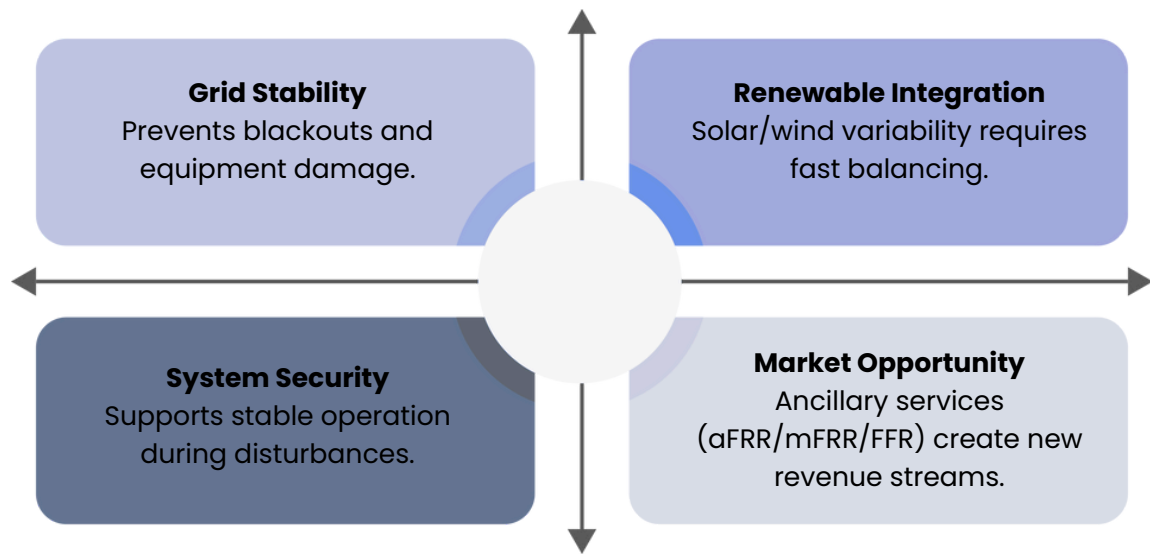 Grid Stability
Prevents blackouts and
equipment damage.
Renewable Integration
Solar/wind variability requires
fast balancing.
System Security
Supports stable operation
during disturbances.
Market Opportunity
Ancillary services
(aFRR/mFRR/FFR) create new
revenue streams.